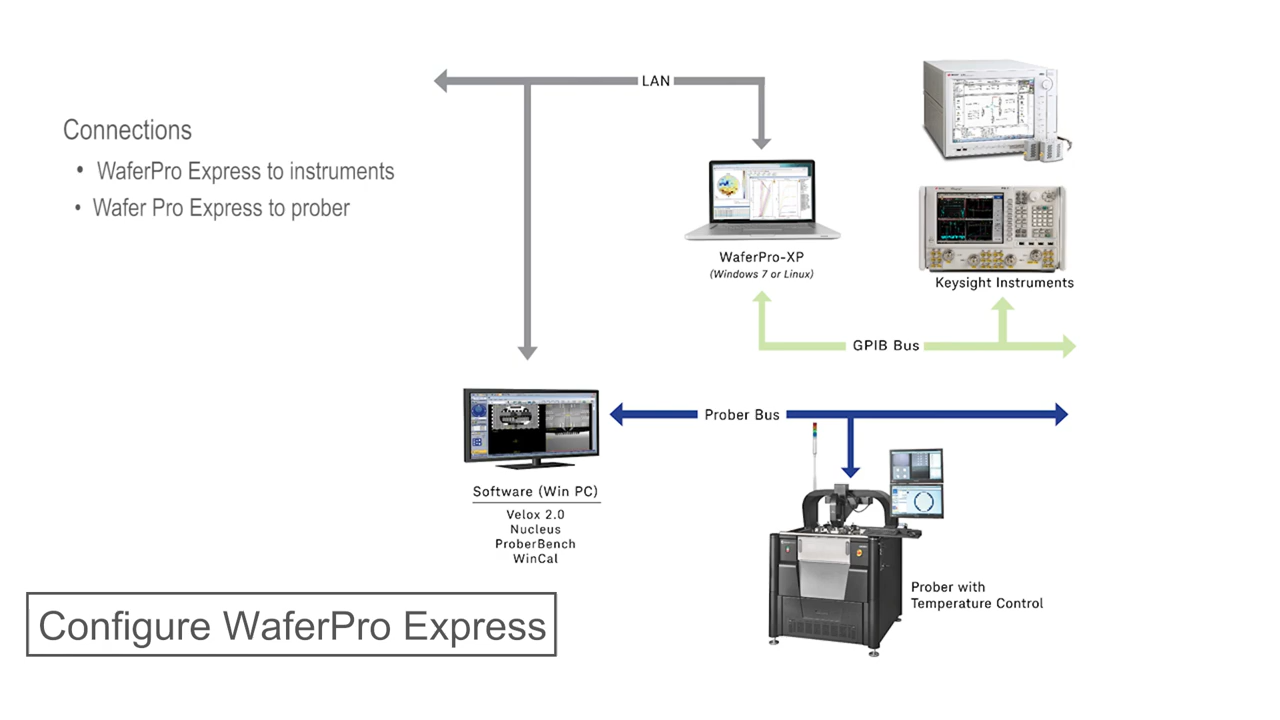 LAN
Connections
• WaferPro Express to instruments
• Wafer Pro Express to prober
WaferPro-XP
(Windows 7 or Linux)
Keysight Instruments
GPIB Bus
Prober Bus
Software (Win PC)
Velox 2.0
Nucleus
ProberBench
WinCal
Prober with
Temperature Control
Configure WaferPro Express